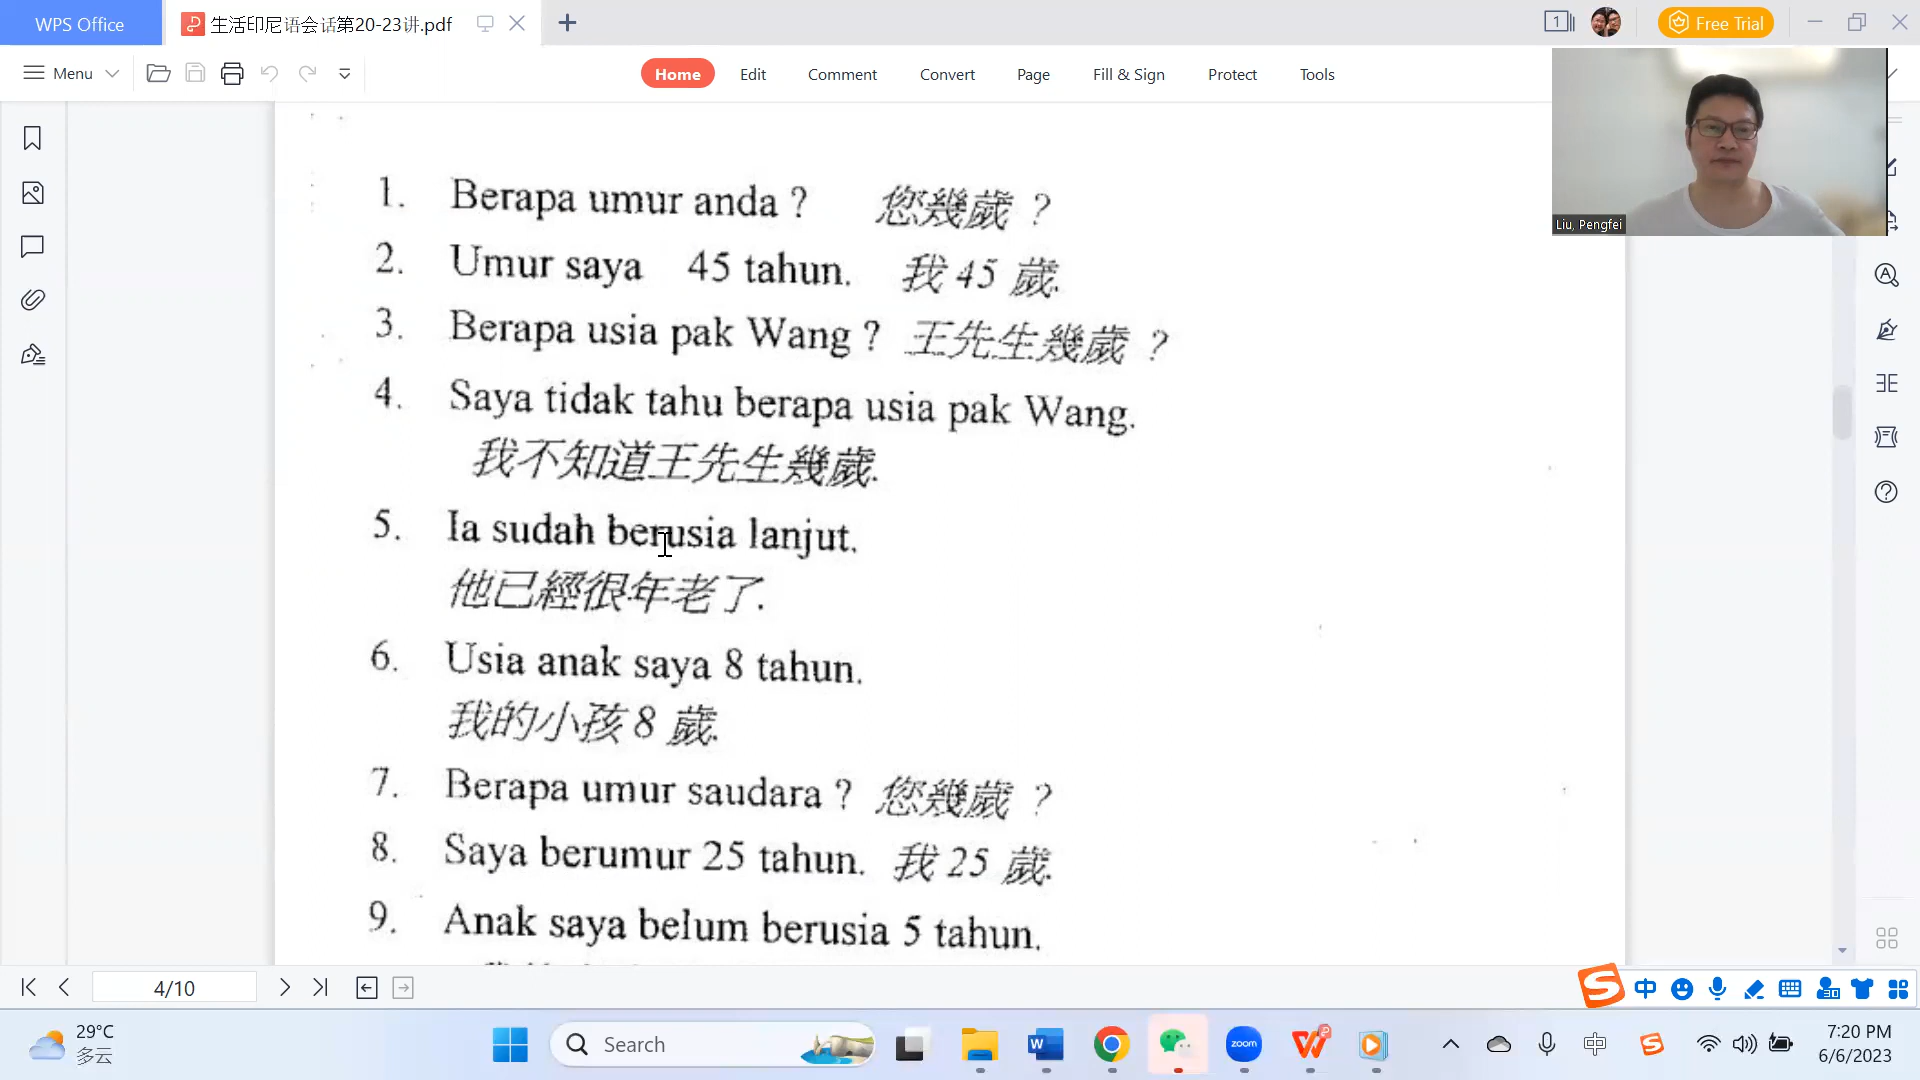 WPS Office
生活印尼语会话第20-23讲.pdf
1
Free Trial
Menu
Home
Edit
Comment
Convert
Page
Fill & Sign
Protect
Tools
Liu, Pengfei
1. Berapa umur anda ? 您幾歲 ?
2. Umur saya 45 tahun. 我 45 歲.
3. Berapa usia pak Wang ? 王先生幾歲 ?
4. Saya tidak tahu berapa usia pak Wang.
我不知道王先生幾歲.
5. Ia sudah berusia lanjut.
他已經很年老了.
6. Usia anak saya 8 tahun.
我的小孩 8 歲.
7. Berapa umur saudara ? 您幾歲 ?
8. Saya berumur 25 tahun. 我 25 歲.
9. Anak saya belum berusia 5 tahun.
4/10
中
29°C
多云
Search
zoom
中
7:20 PM
6/6/2023